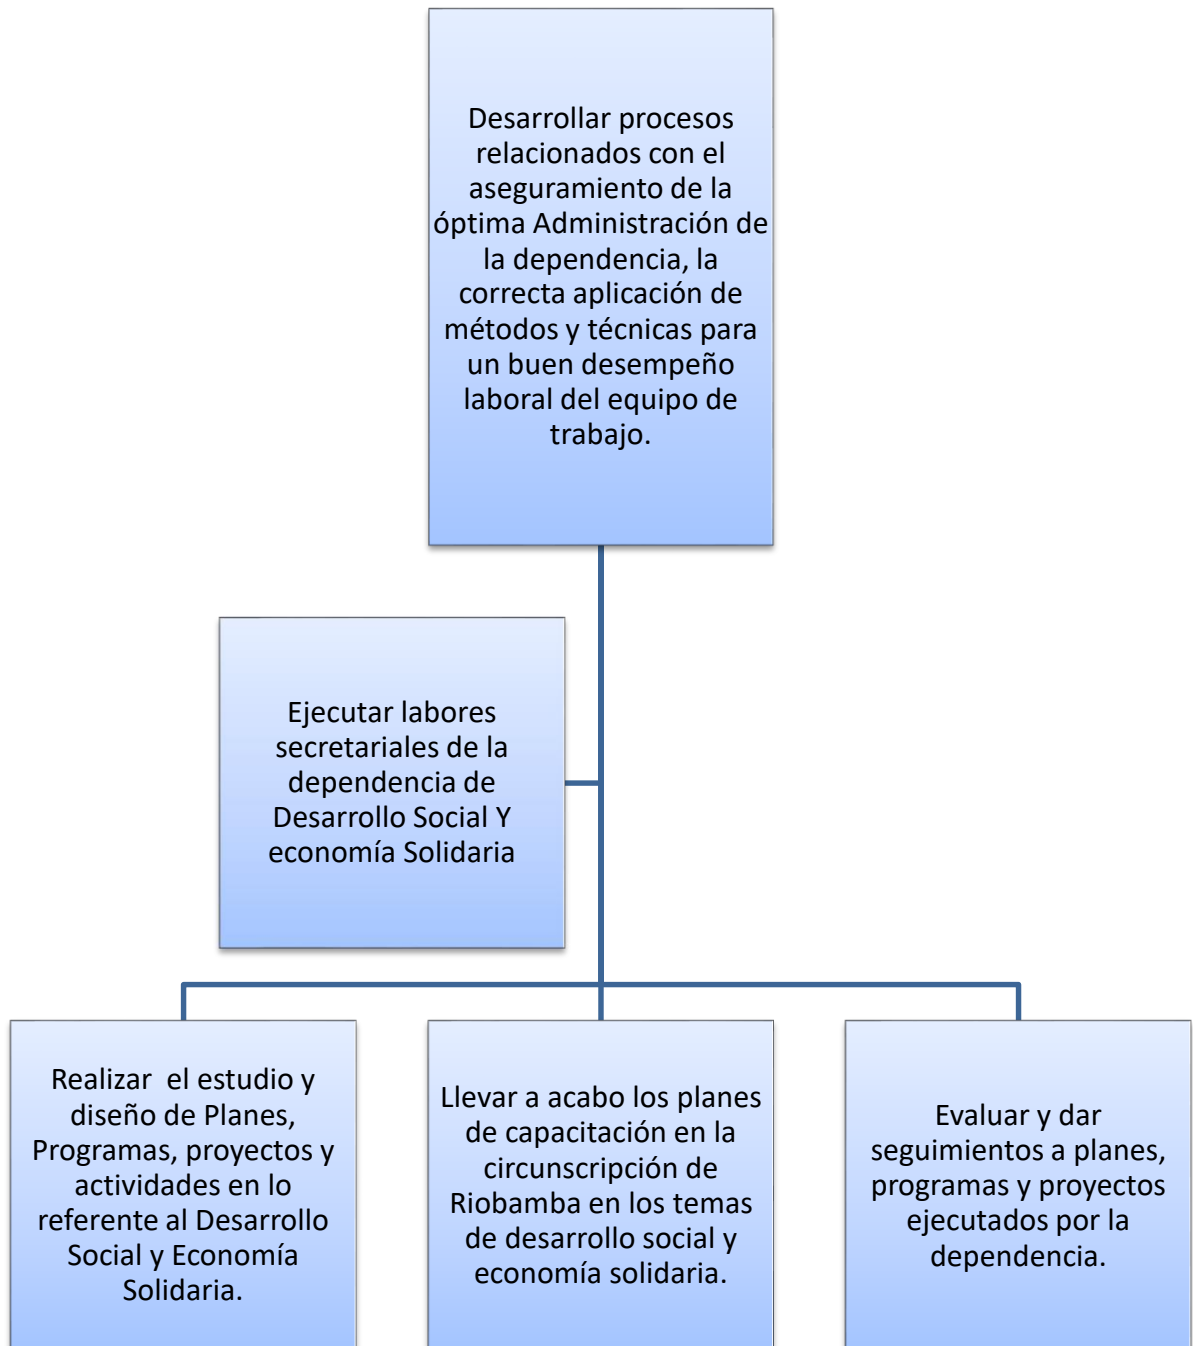 Desarrollar procesos
relacionados con el
aseguramiento de la
óptima Administración de
la dependencia, la
correcta aplicación de
métodos y técnicas para
un buen desempeño
laboral del equipo de
trabajo.
Ejecutar labores
secretariales de la
dependencia de
Desarrollo Social Y
economía Solidaria
Realizar  el estudio y
diseño de Planes,
Programas, proyectos y
actividades en lo
referente al Desarrollo
Social y Economía
Solidaria.
Llevar a acabo los planes
de capacitación en la
circunscripción de
Riobamba en los temas
de desarrollo social y
economía solidaria.
Evaluar y dar
seguimientos a planes,
programas y proyectos
ejecutados por la
dependencia.